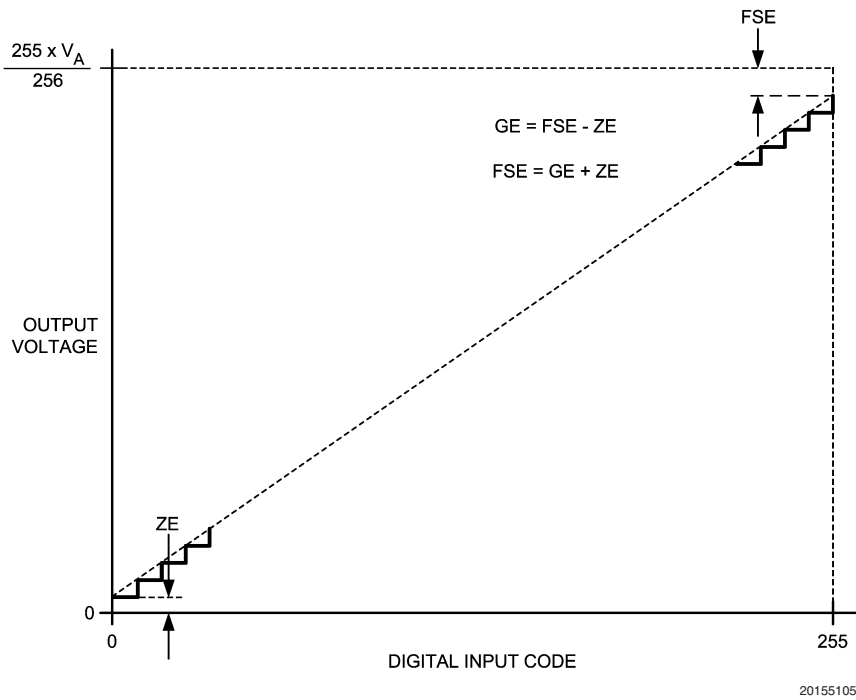 FSE
255 x VA
256
GE = FSE - ZE
FSE = GE + ZE
OUTPUT
VOLTAGE
ZE
0
0
255
DIGITAL INPUT CODE
20155105